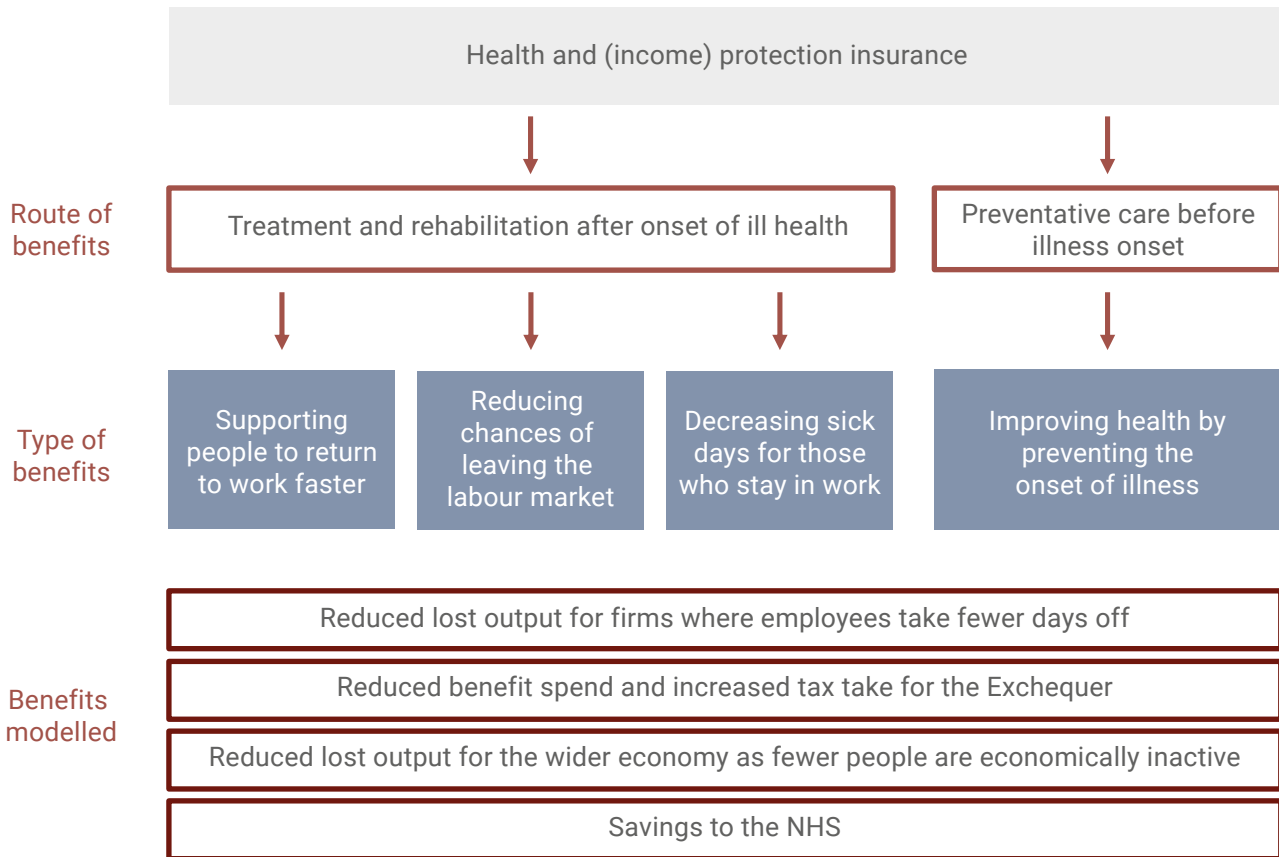 Health and (income) protection insurance
Route of
benefits
Treatment and rehabilitation after onset of ill health
Preventative care before
illness onset
Type of
benefits
Supporting
people to return
to work faster
Reducing
chances of
leaving the
labour market
Decreasing sick
days for those
who stay in work
Improving health by
preventing the
onset of illness
Benefits
modelled
Reduced lost output for firms where employees take fewer days off
Reduced benefit spend and increased tax take for the Exchequer
Reduced lost output for the wider economy as fewer people are economically inactive
Savings to the NHS